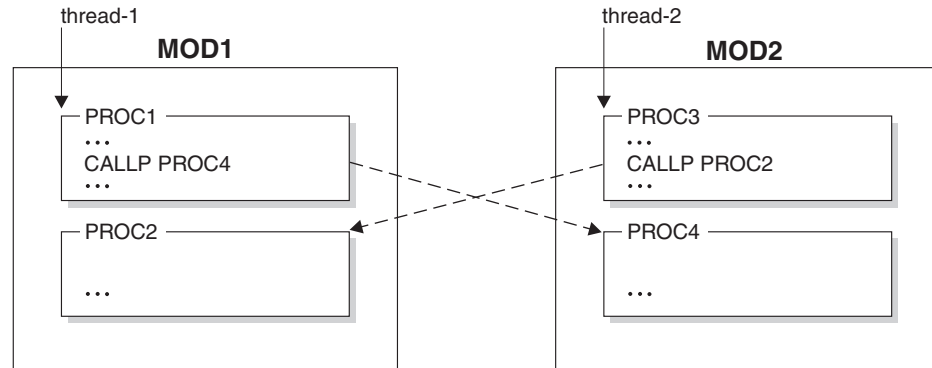 thread-1
MOD1
PROC1
...
CALLP PROC4
...
PROC2
...
thread-2
MOD2
PROC3
...
CALLP PROC2
...
PROC4
...